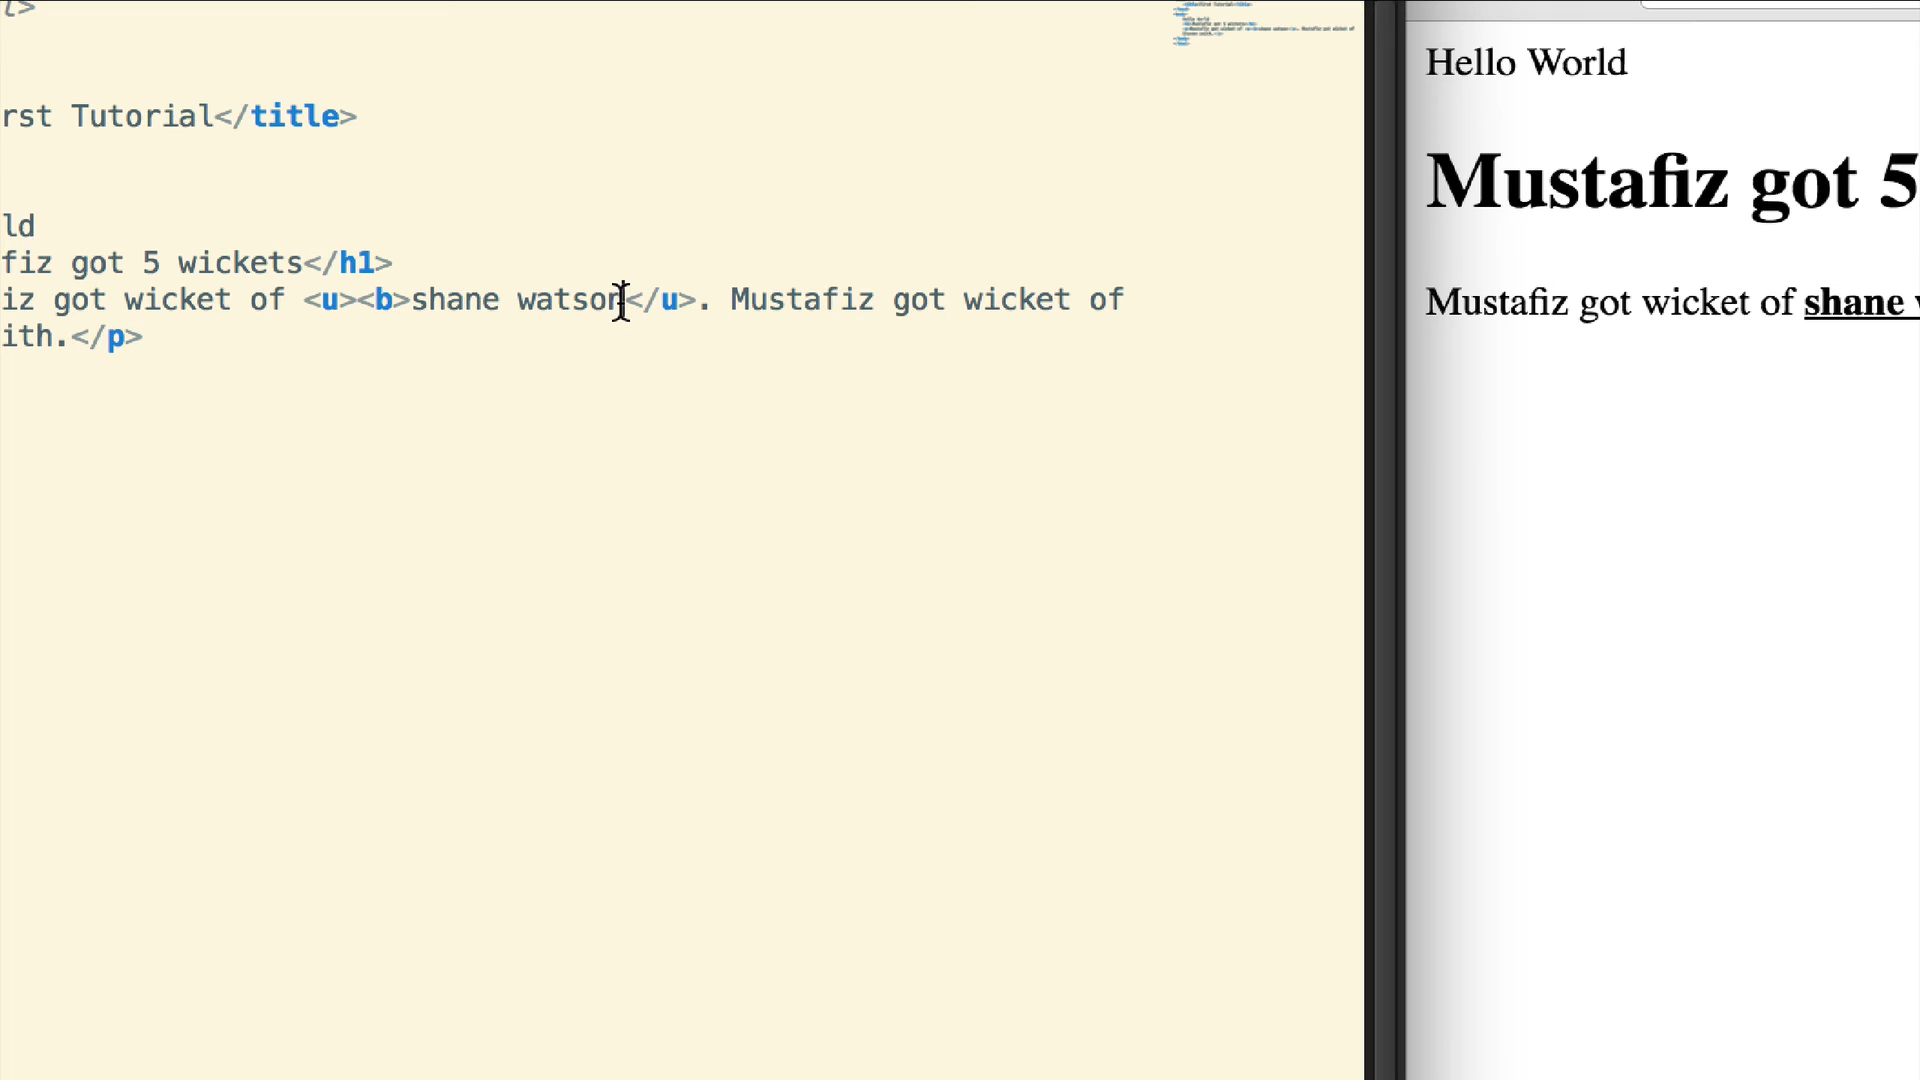 t>
rst Tutorial</title>
ld
fiz got 5 wickets</h1>
iz got wicket of <u><b>shane watson</u>. Mustafiz got wicket of
ith.</p>
Hello World
Mustafiz got 5
Mustafiz got wicket of shane